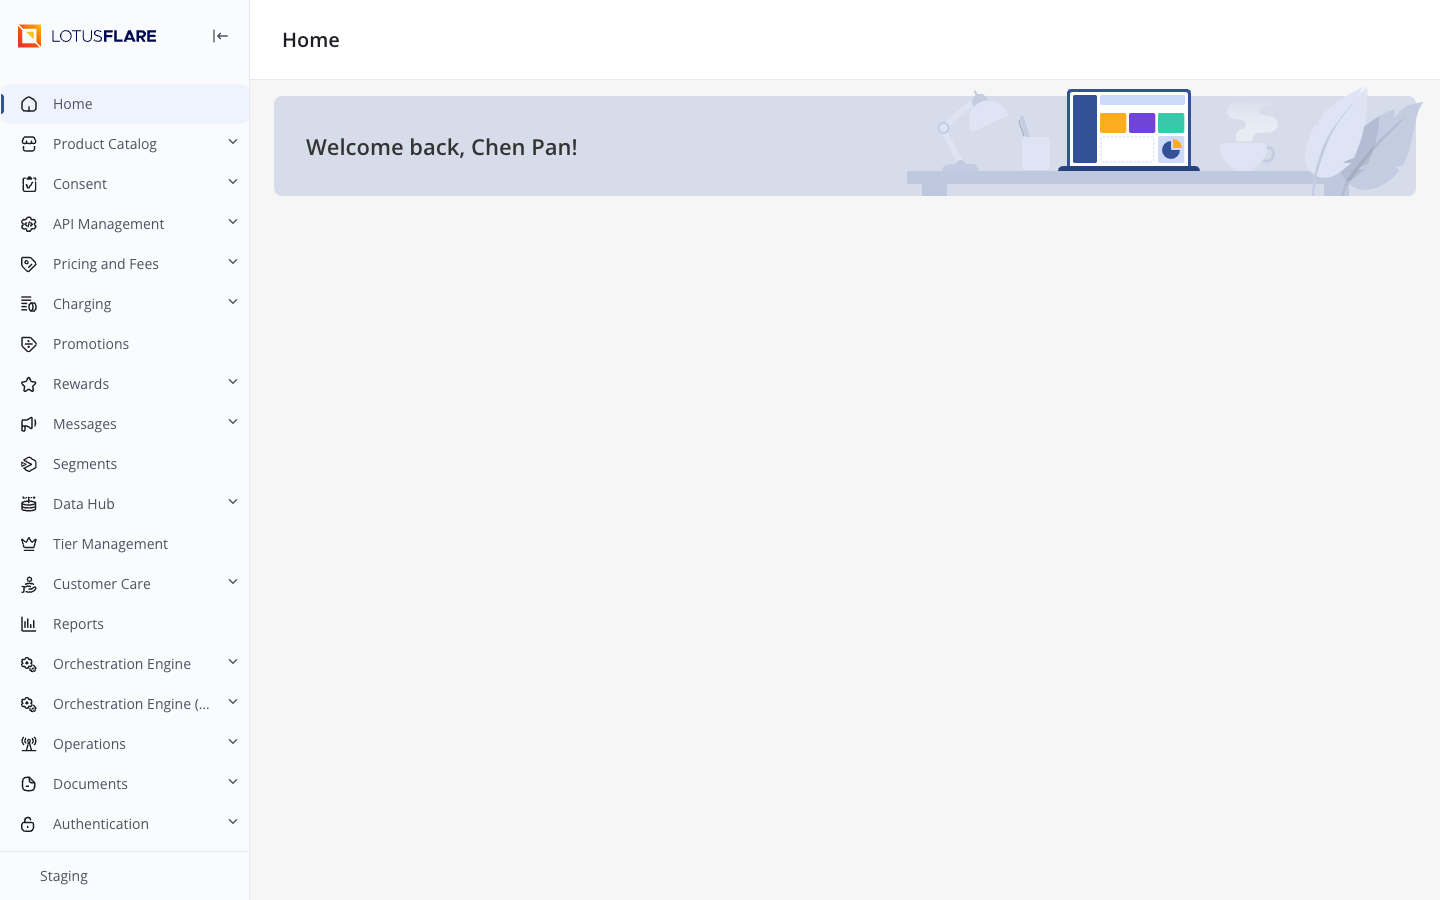 LOTUSFLARE
Home
Product Catalog
Consent
API Management
Pricing and Fees
Charging
Promotions
Rewards
Messages
Segments
Data Hub
Tier Management
Customer Care
Reports
Orchestration Engine
Orchestration Engine (...
Operations
Documents
Authentication
Staging
Home
Welcome back, Chen Pan!